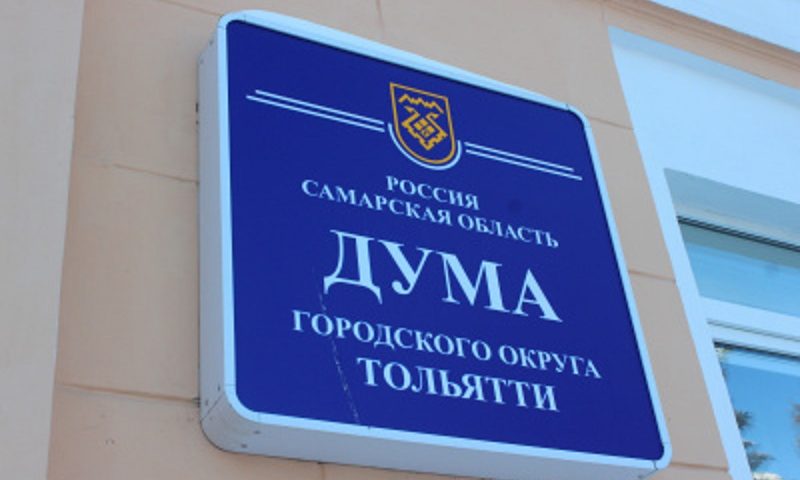 РОССИЯ
САМАРСКАЯ ОБЛАСТЬ
ДУМА
ГОРОДСКОГО ОКРУГА
ТОЛЬЯТТИ